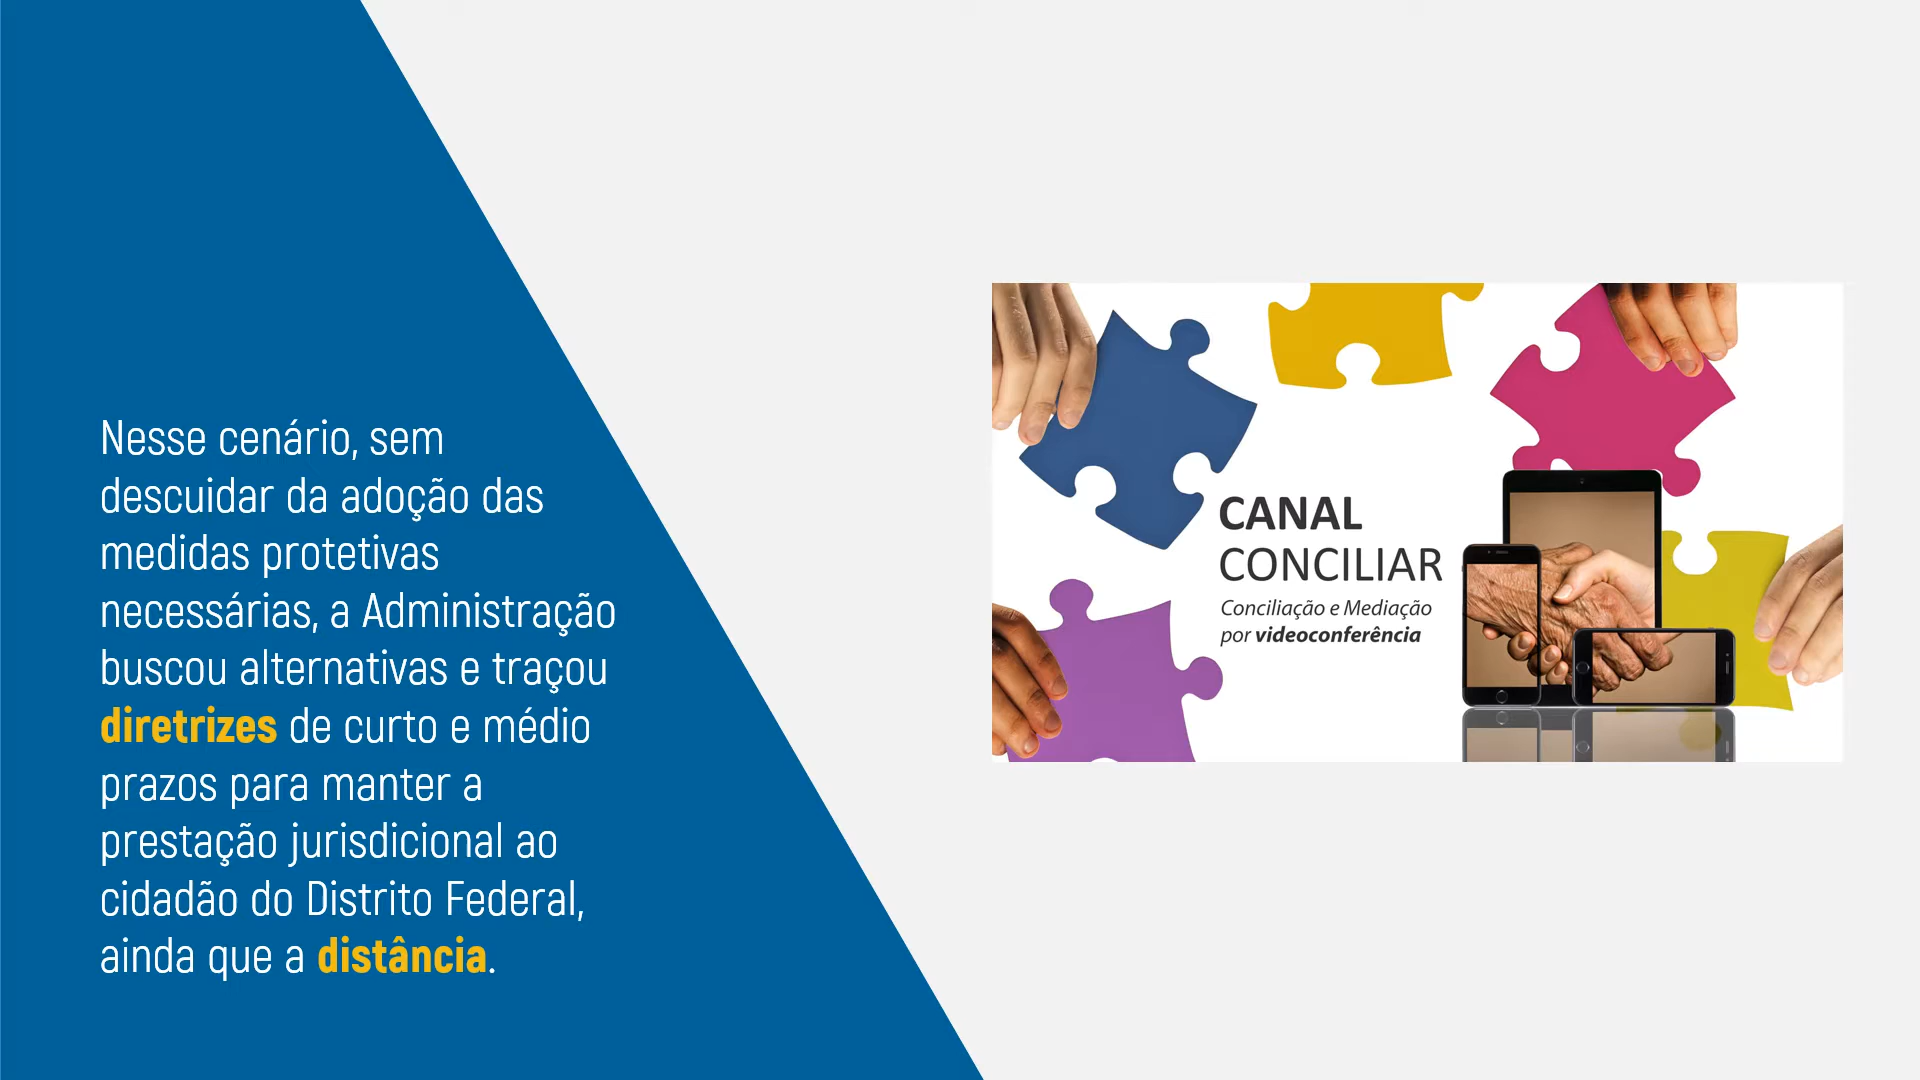 Nesse cenário, sem
descuidar da adoção das
medidas protetivas
necessárias, a Administração
buscou alternativas e traçou
diretrizes de curto e médio
prazos para manter a
prestação jurisdicional ao
cidadão do Distrito Federal,
ainda que a distância.
CANAL
CONCILIAR
Conciliação e Mediação
por videoconferência